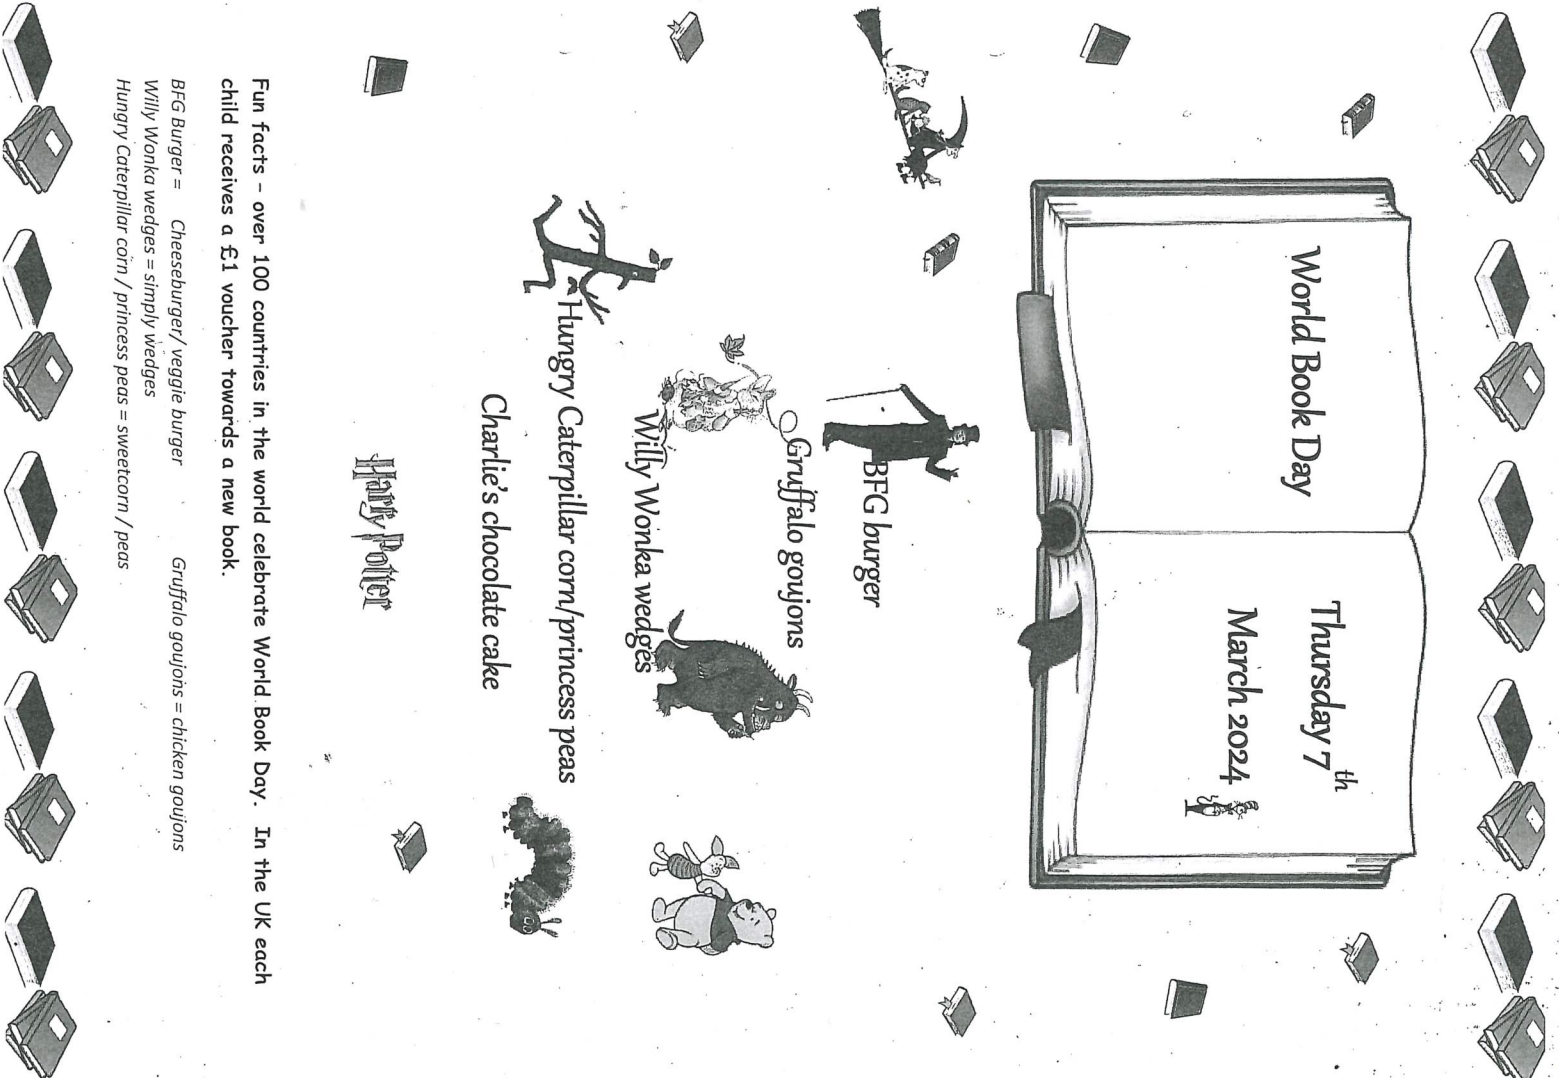 World Book Day
Thursday 7th
March 2024
BFG burger
Gruffalo goujons
Willy Wonka wedges
Hungry Caterpillar corn/princess peas
Charlie's chocolate cake
Harry Potter
Fun facts – over 100 countries in the world celebrate World Book Day.  In the UK each
child receives a £1 voucher towards a new book.
BFG Burger = Cheeseburger/ veggie burger Gruffalo goujons = chicken goujons
Willy Wonka wedges = simply wedges
Hungry Caterpillar corn / princess peas = sweetcorn / peas